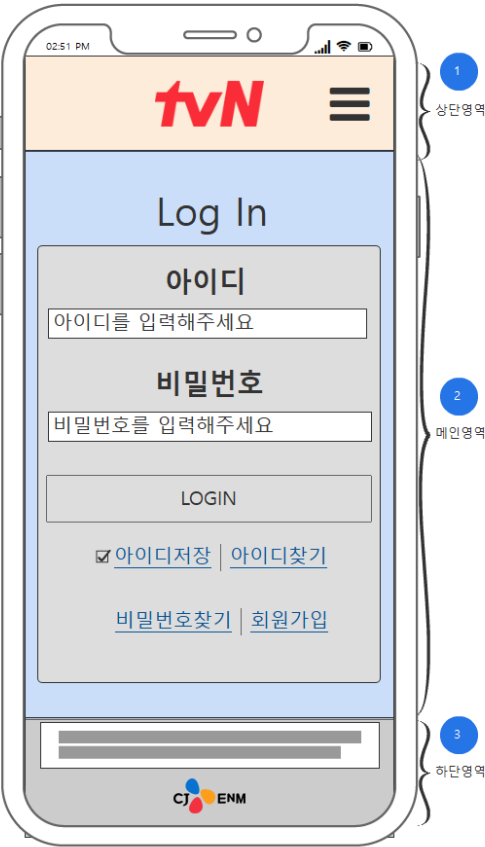 02:51 PM
tvN
1
상단영역
Log In
아이디
아이디를 입력해주세요
비밀번호
비밀번호를 입력해주세요
2
메인영역
LOGIN
아이디저장 아이디찾기
비밀번호찾기 회원가입
3
하단영역
CJ ENM